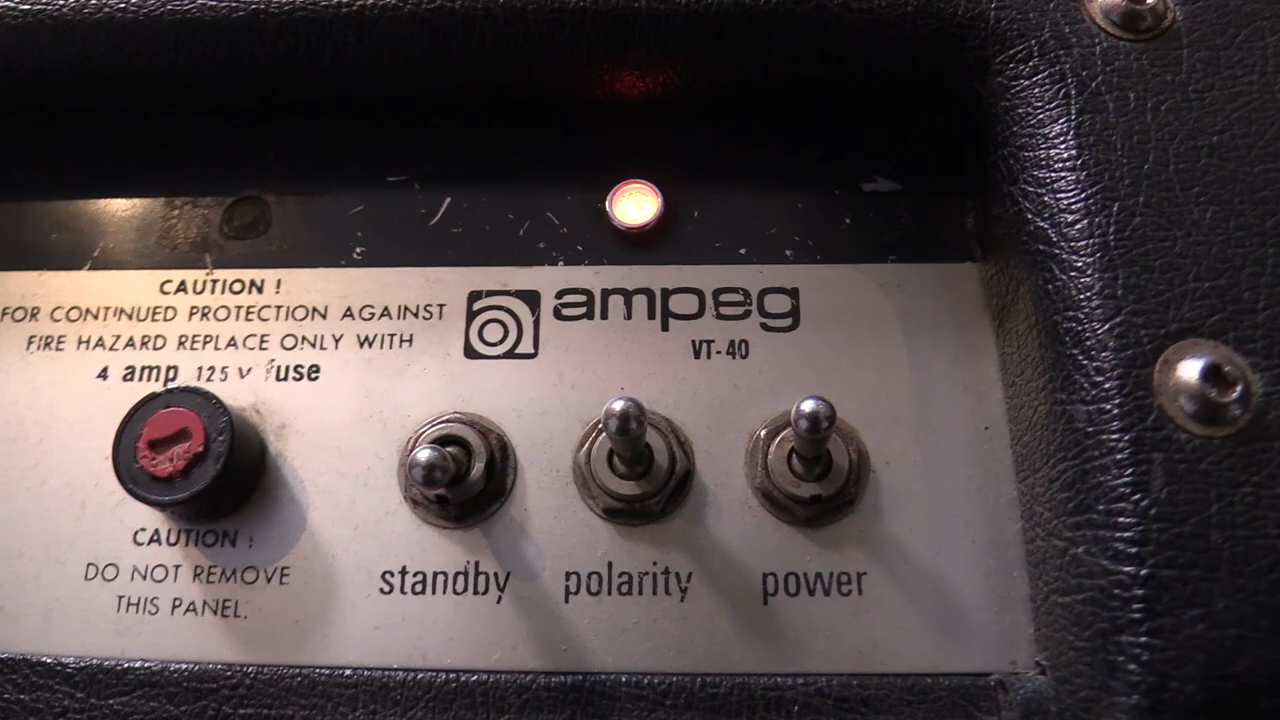 CAUTION !
FOR CONTINUED PROTECTION AGAINST
FIRE HAZARD REPLACE ONLY WITH
4 amp 125 v fuse
ampeg
VT-40
CAUTION :
DO NOT REMOVE
THIS PANEL.
standby
polarity
power